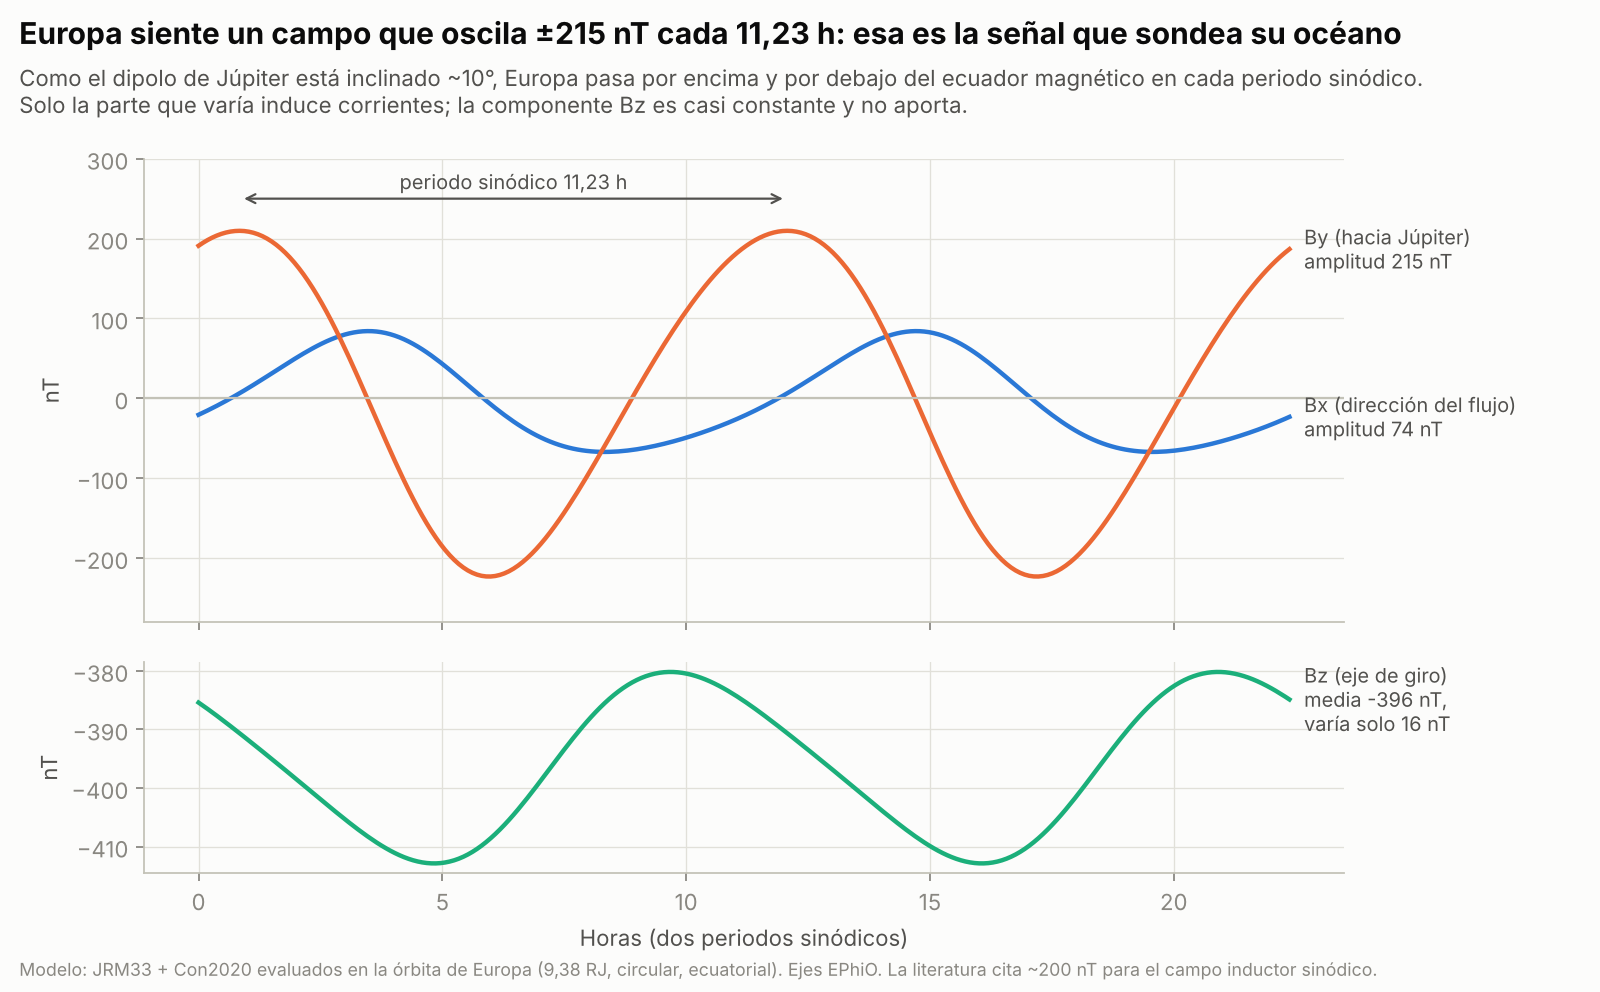 Europa siente un campo que oscila ±215 nT cada 11,23 h: esa es la señal que sondea su océano
Como el dipolo de Júpiter está inclinado ~10°, Europa pasa por encima y por debajo del ecuador magnético en cada periodo sinódico.
Solo la parte que varía induce corrientes; la componente Bz es casi constante y no aporta.
300
periodo sinódico 11,23 h
200
By (hacia Júpiter)
amplitud 215 nT
100
nT
0
Bx (dirección del flujo)
amplitud 74 nT
−100
−200
−380
Bz (eje de giro)
media -396 nT,
varía solo 16 nT
−390
nT
−400
−410
0 5 10 15 20
Horas (dos periodos sinódicos)
Modelo: JRM33 + Con2020 evaluados en la órbita de Europa (9,38 RJ, circular, ecuatorial). Ejes EPhiO. La literatura cita ~200 nT para el campo inductor sinódico.